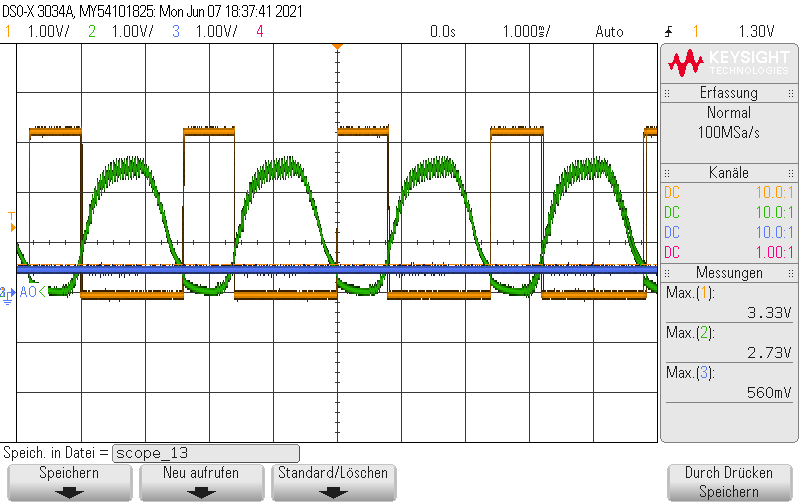 DSO-X 3034A, MY54101825: Mon Jun 07 18:37:41 2021
1 1.00V/ 2 1.00V/ 3 1.00V/ 4 0.0s 1.000ms/ Auto 1 1.30V
KEYSIGHT
TECHNOLOGIES
Erfassung
Normal
100MSa/s
Kanäle
DC 10.0:1
DC 10.0:1
DC 10.0:1
DC 1.00:1
Messungen
Max.(1):
3.33V
Max.(2):
2.73V
Max.(3):
560mV
T
A0
Speich. in Datei = scope_13
Speichern
Neu aufrufen
Standard/Löschen
Durch Drücken
Speichern